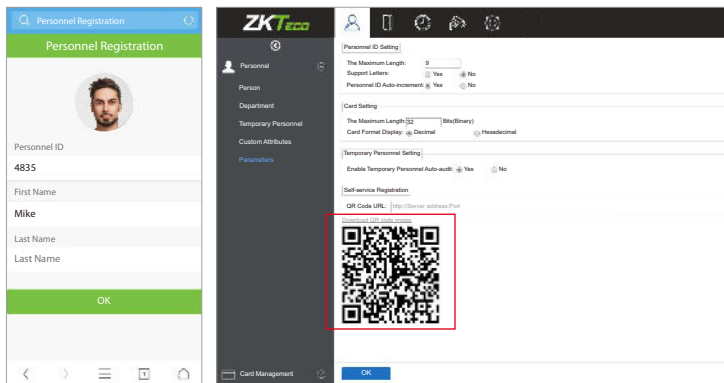 Personnel Registration
Personnel Registration
Personnel ID
4835
First Name
Mike
Last Name
Last Name
OK
1
ZKTeco
Personnel
Person
Department
Temporary Personnel
Custom Attributes
Parameters
Card Management
Personnel ID Setting
The Maximum Length: 9
Support Letters: Yes No
Personnel ID Auto-increment: Yes No
Card Setting
The Maximum Length: 32 Bits(Binary)
Card Format Display: Decimal Hexadecimal
Temporary Personnel Setting
Enable Temporary Personnel Auto-audit: Yes No
Self-service Registration
QR Code URL: http://Server address:Port
Download QR code image
OK